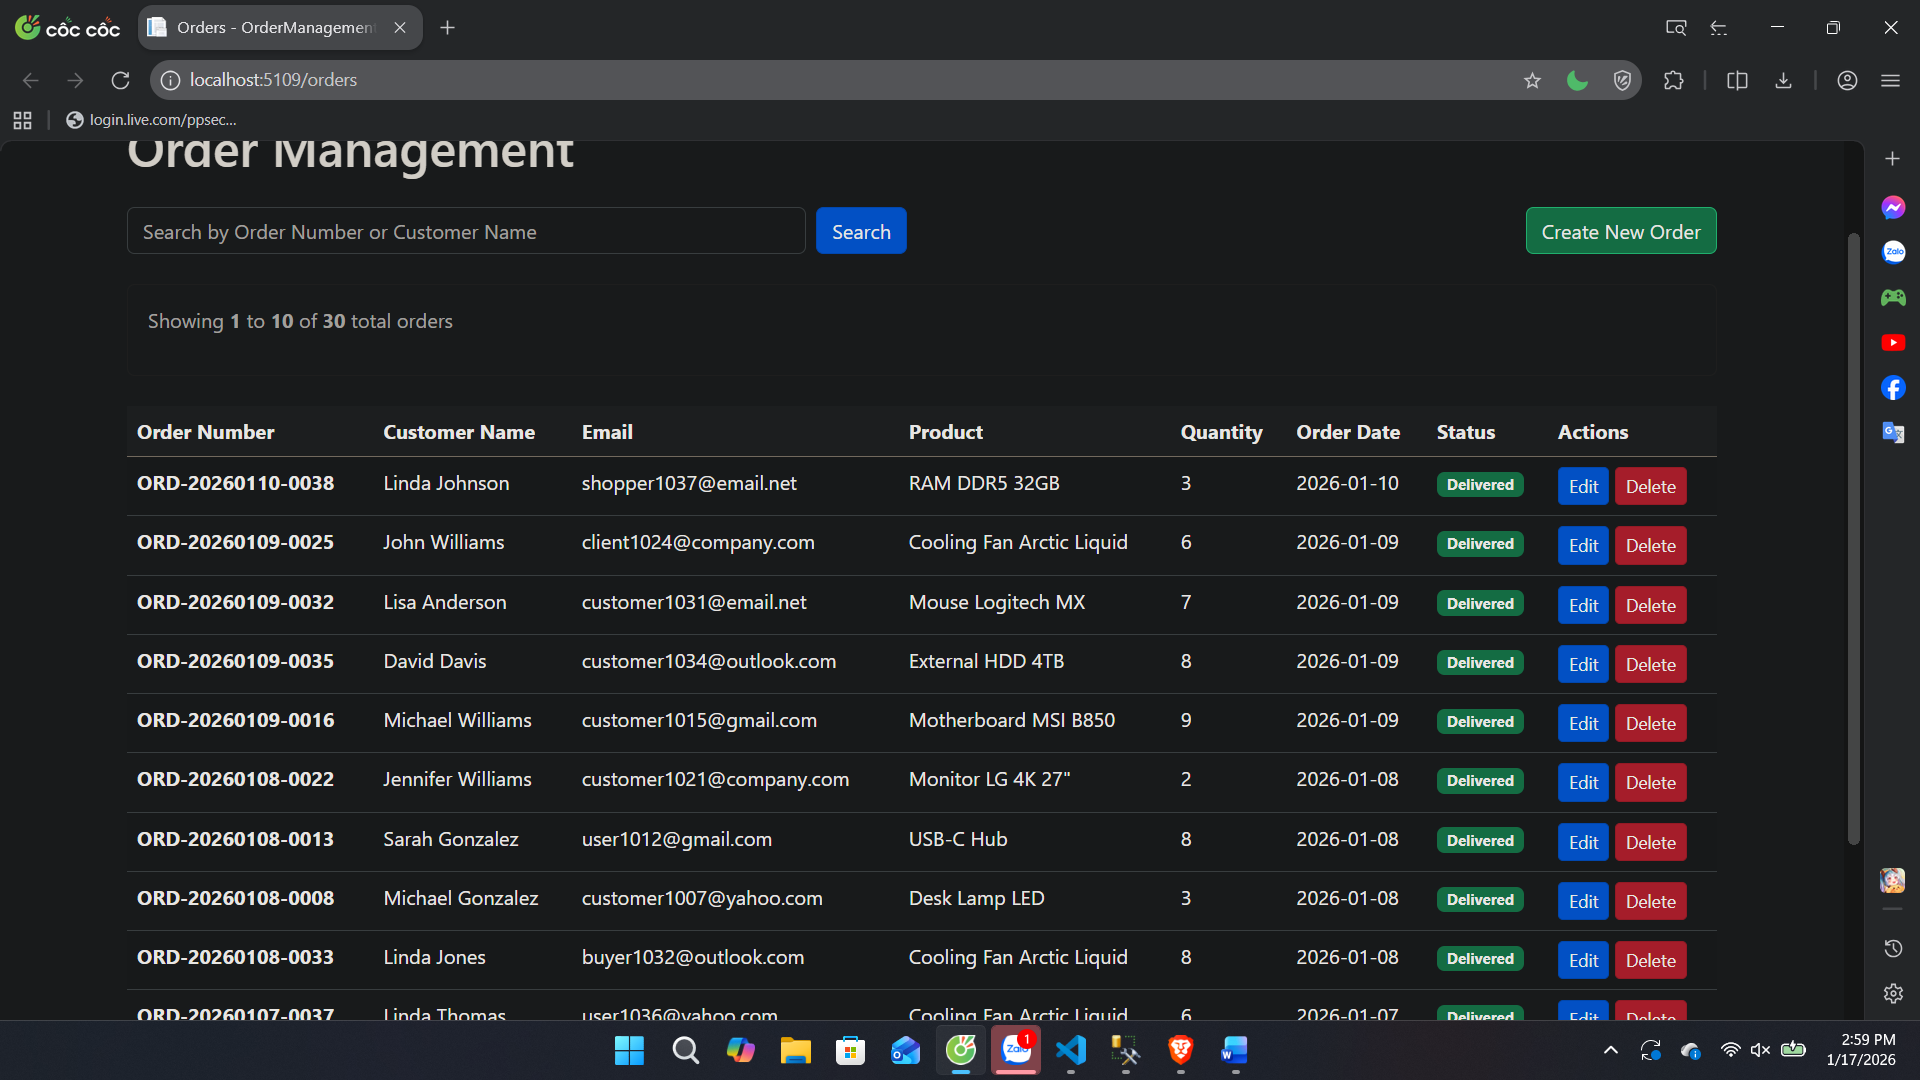 cốc cốc
Orders - OrderManagement
localhost:5109/orders
login.live.com/ppsec...
Order Management
Search by Order Number or Customer Name
Search
Create New Order
Showing 1 to 10 of 30 total orders
Order Number Customer Name Email Product Quantity Order Date Status Actions
ORD-20260110-0038 Linda Johnson shopper1037@email.net RAM DDR5 32GB 3 2026-01-10 Delivered Edit Delete
ORD-20260109-0025 John Williams client1024@company.com Cooling Fan Arctic Liquid 6 2026-01-09 Delivered Edit Delete
ORD-20260109-0032 Lisa Anderson customer1031@email.net Mouse Logitech MX 7 2026-01-09 Delivered Edit Delete
ORD-20260109-0035 David Davis customer1034@outlook.com External HDD 4TB 8 2026-01-09 Delivered Edit Delete
ORD-20260109-0016 Michael Williams customer1015@gmail.com Motherboard MSI B850 9 2026-01-09 Delivered Edit Delete
ORD-20260108-0022 Jennifer Williams customer1021@company.com Monitor LG 4K 27" 2 2026-01-08 Delivered Edit Delete
ORD-20260108-0013 Sarah Gonzalez user1012@gmail.com USB-C Hub 8 2026-01-08 Delivered Edit Delete
ORD-20260108-0008 Michael Gonzalez customer1007@yahoo.com Desk Lamp LED 3 2026-01-08 Delivered Edit Delete
ORD-20260108-0033 Linda Jones buyer1032@outlook.com Cooling Fan Arctic Liquid 8 2026-01-08 Delivered Edit Delete
ORD-20260107-0037 Linda Thomas user1036@yahoo.com Cooling Fan Arctic Liquid 6 2026-01-07 Delivered Edit Delete
Zalo
1
2:59 PM
1/17/2026